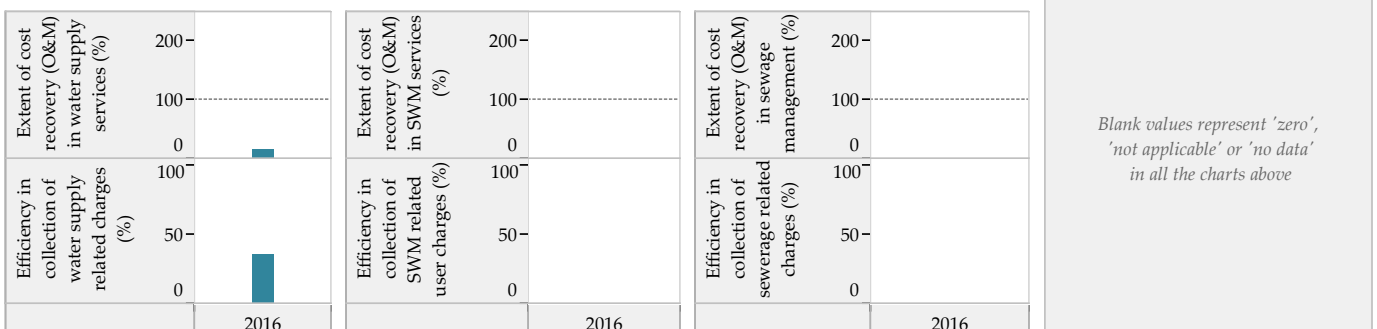 Extent of cost
recovery (O&M)
in water supply
services (%)
200
100
0
Efficiency in
collection of
water supply
related charges
(%)
100
50
0
2016
Extent of cost
recovery (O&M)
in SWM services
(%)
200
100
0
Efficiency in
collection of
SWM related
user charges (%)
100
50
0
2016
Extent of cost
recovery (O&M)
in sewage
management (%)
200
100
0
Efficiency in
collection of
sewerage related
charges (%)
100
50
0
2016
Blank values represent 'zero',
'not applicable' or 'no data'
in all the charts above